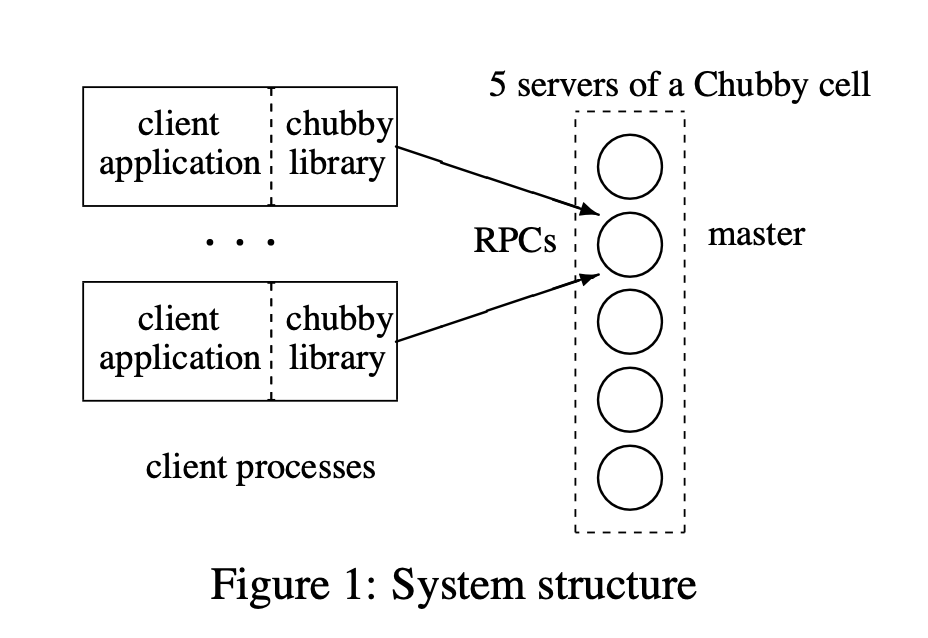 5 servers of a Chubby cell
client
application
chubby
library
. . .
RPCs
master
client
application
chubby
library
client processes
Figure 1: System structure